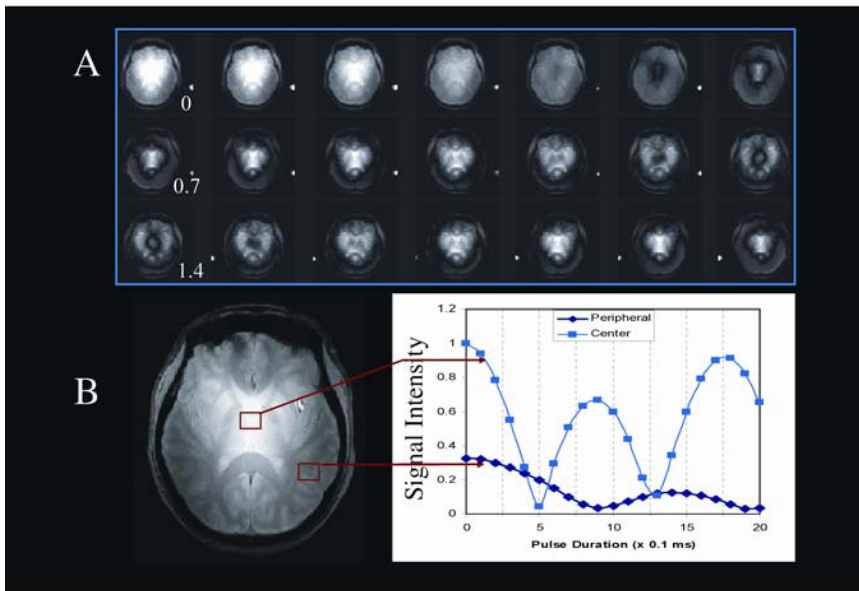 A
0
0.7
1.4
B
Signal Intensity
1.2
1
0.8
0.6
0.4
0.2
0
Peripheral
Center
0
5
10
15
20
Pulse Duration (x 0.1 ms)